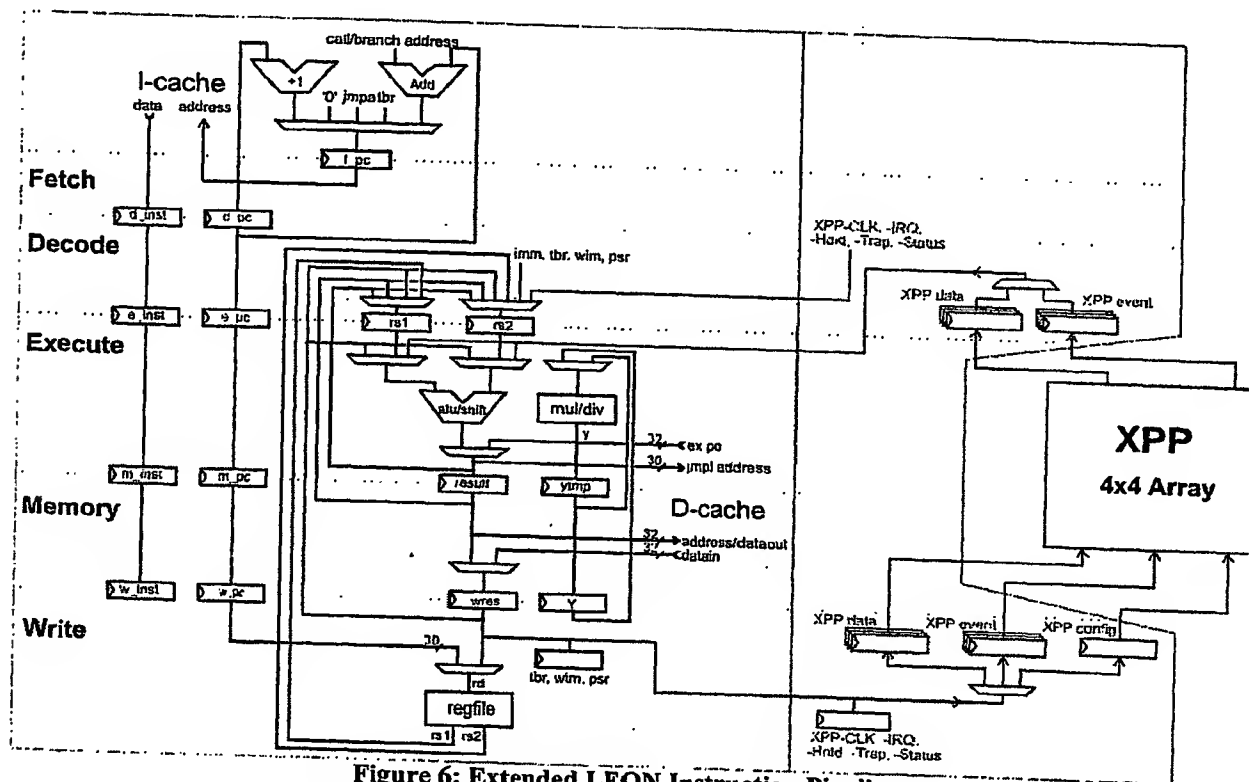 call/branch address
I-cache
data address
+1
Add
'0' jmpa tbr
f_pc
Fetch
d_inst d_pc
Decode
XPP-CLK, -IRQ,
-Hold, -Trap, -Status
imm, tbr, wim, psr
XPP data
XPP event
e_inst e_pc
rs1 rs2
Execute
alu/shift
mul/div
y
32 ex pc
30 jmpl address
XPP
4x4 Array
m_inst m_pc
result
ytmp
Memory
D-cache
32 address/dataout
datain
w_inst w_pc
wres
Y
Write
XPP data XPP event XPP config
30
tbr, wim, psr
rd
regfile
rs1 rs2
XPP-CLK -IRQ.
-Hold -Trap, -Status
Figure 6: Extended LEON Instruction